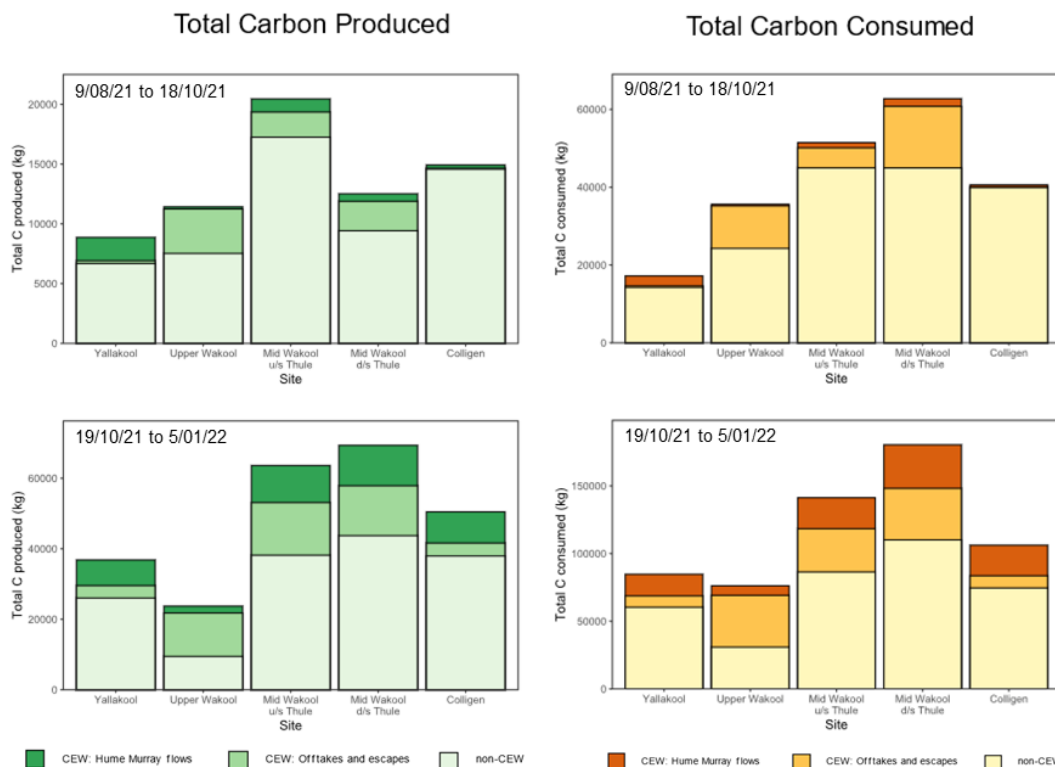 Total Carbon Produced
Total Carbon Consumed
9/08/21 to 18/10/21
Total C produced (kg)
20000
15000
10000
5000
0
Yallakool
Upper Wakool
Mid Wakool
u/s Thule
Mid Wakool
d/s Thule
Colligen
Site
9/08/21 to 18/10/21
Total C consumed (kg)
60000
40000
20000
0
Yallakool
Upper Wakool
Mid Wakool
u/s Thule
Mid Wakool
d/s Thule
Colligen
Site
19/10/21 to 5/01/22
Total C produced (kg)
60000
40000
20000
0
Yallakool
Upper Wakool
Mid Wakool
u/s Thule
Mid Wakool
d/s Thule
Colligen
Site
19/10/21 to 5/01/22
Total C consumed (kg)
150000
100000
50000
0
Yallakool
Upper Wakool
Mid Wakool
u/s Thule
Mid Wakool
d/s Thule
Colligen
Site
CEW: Hume Murray flows
CEW: Offtakes and escapes
non-CEW
CEW: Hume Murray flows
CEW: Offtakes and escapes
non-CEW